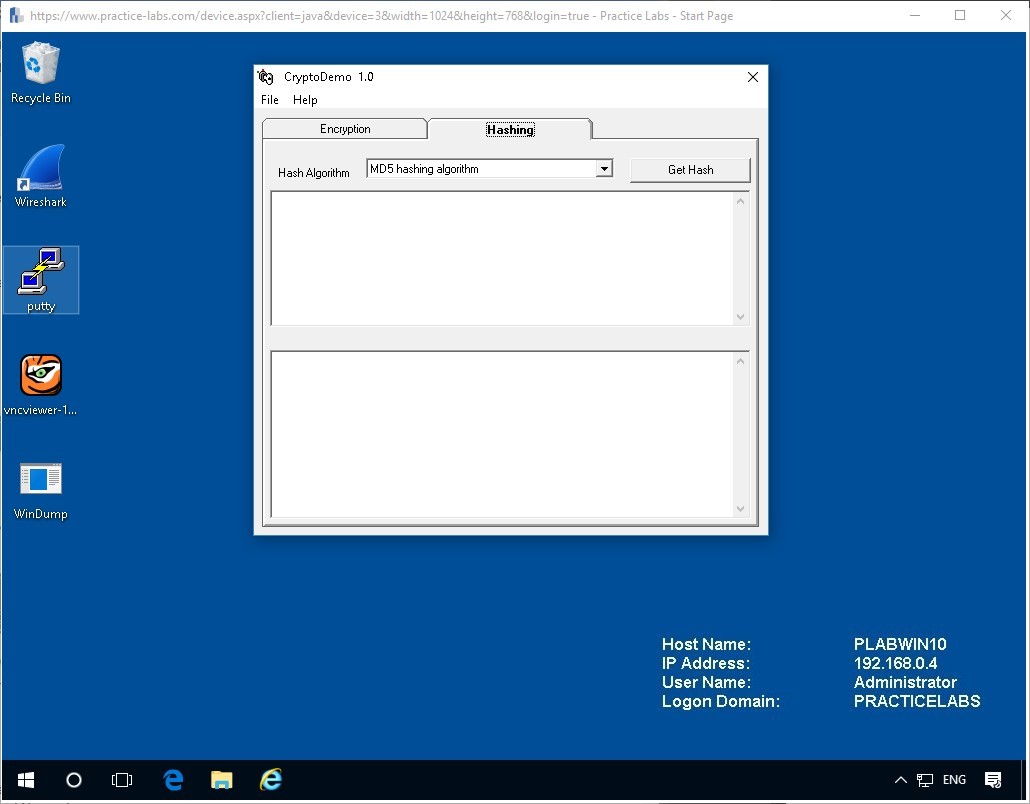 https://www.practice-labs.com/device.aspx?client=java&device=3&width=1024&height=768&login=true - Practice Labs - Start Page
Recycle Bin
Wireshark
putty
vncviewer-1...
WinDump
CryptoDemo 1.0
File Help
Encryption Hashing
Hash Algorithm MD5 hashing algorithm Get Hash
Host Name: PLABWIN10
IP Address: 192.168.0.4
User Name: Administrator
Logon Domain: PRACTICELABS
ENG